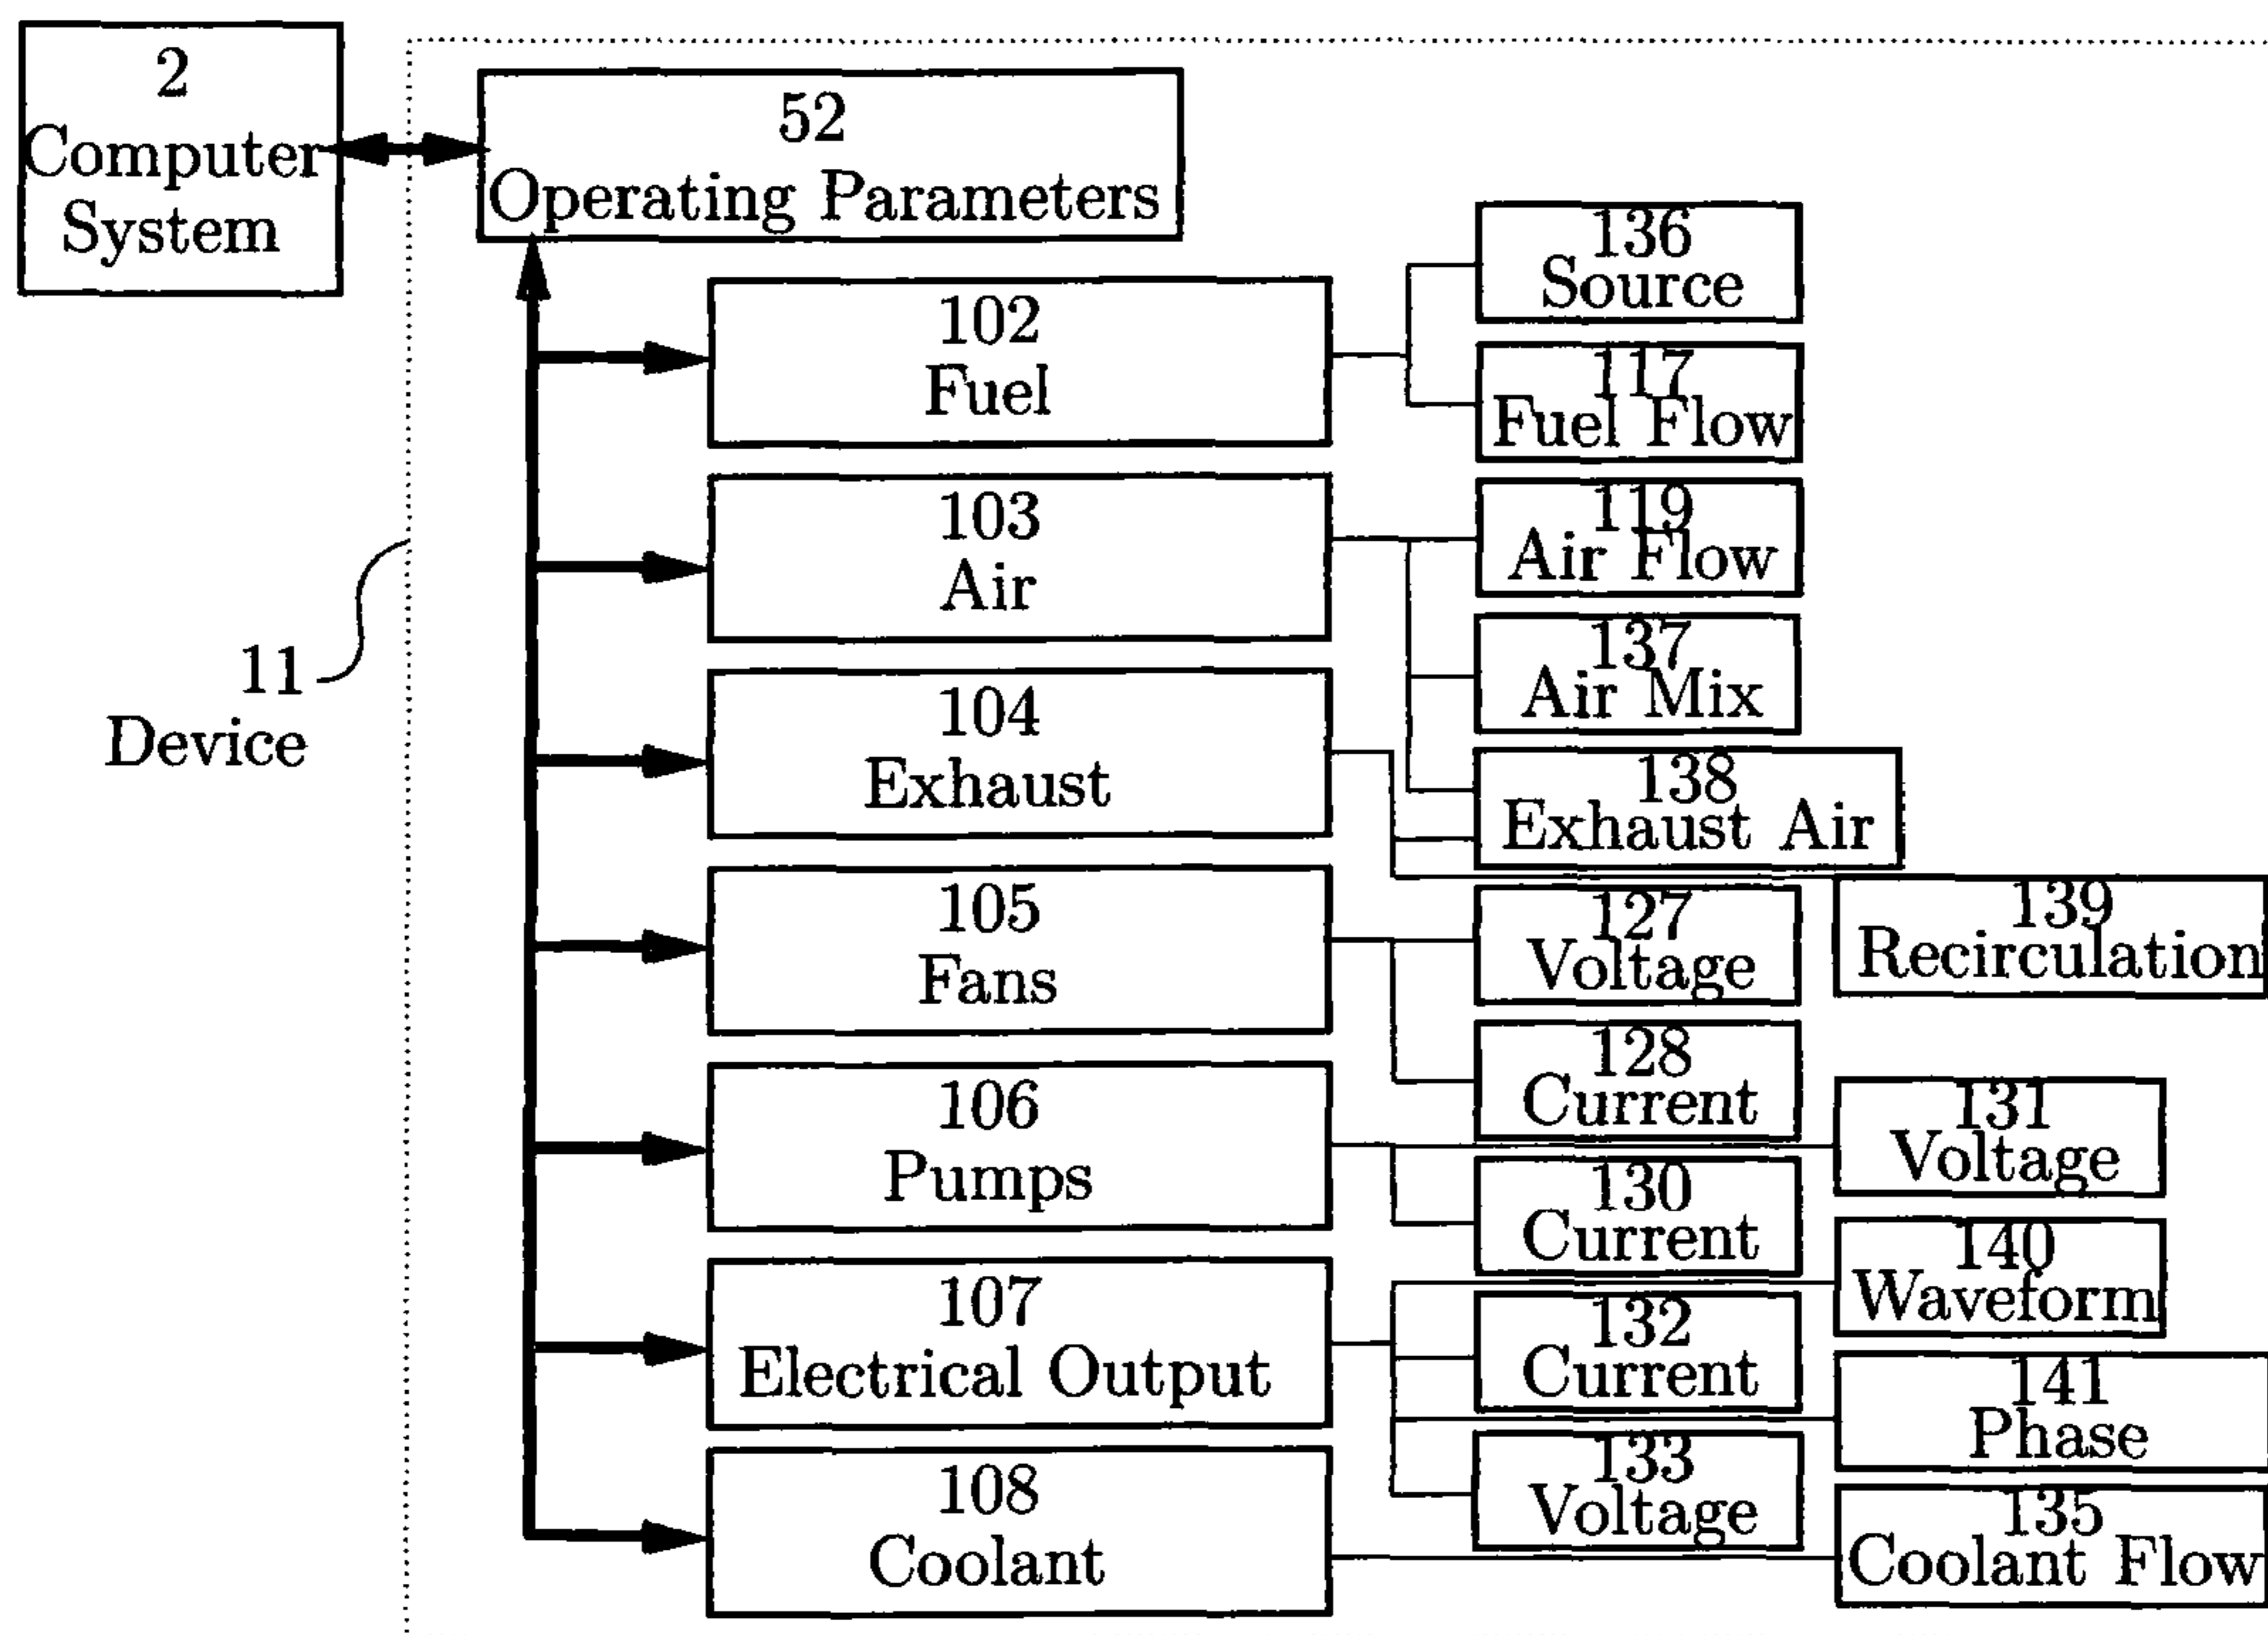 2
Computer
System
52
Operating Parameters
136
Source
102
Fuel
117
Fuel Flow
103
Air
119
Air Flow
11
Device
137
Air Mix
104
Exhaust
138
Exhaust Air
105
Fans
127
Voltage
139
Recirculation
128
Current
106
Pumps
131
Voltage
130
Current
140
Waveform
107
Electrical Output
132
Current
141
Phase
108
Coolant
133
Voltage
135
Coolant Flow